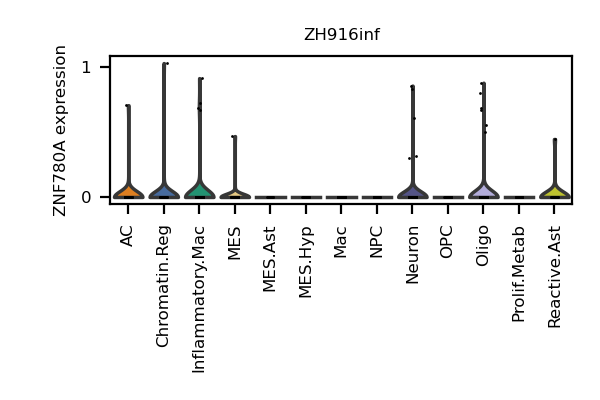 ZH916inf
ZNF780A expression
1
0
AC
Chromatin.Reg
Inflammatory.Mac
MES
MES.Ast
MES.Hyp
Mac
NPC
Neuron
OPC
Oligo
Prolif.Metab
Reactive.Ast